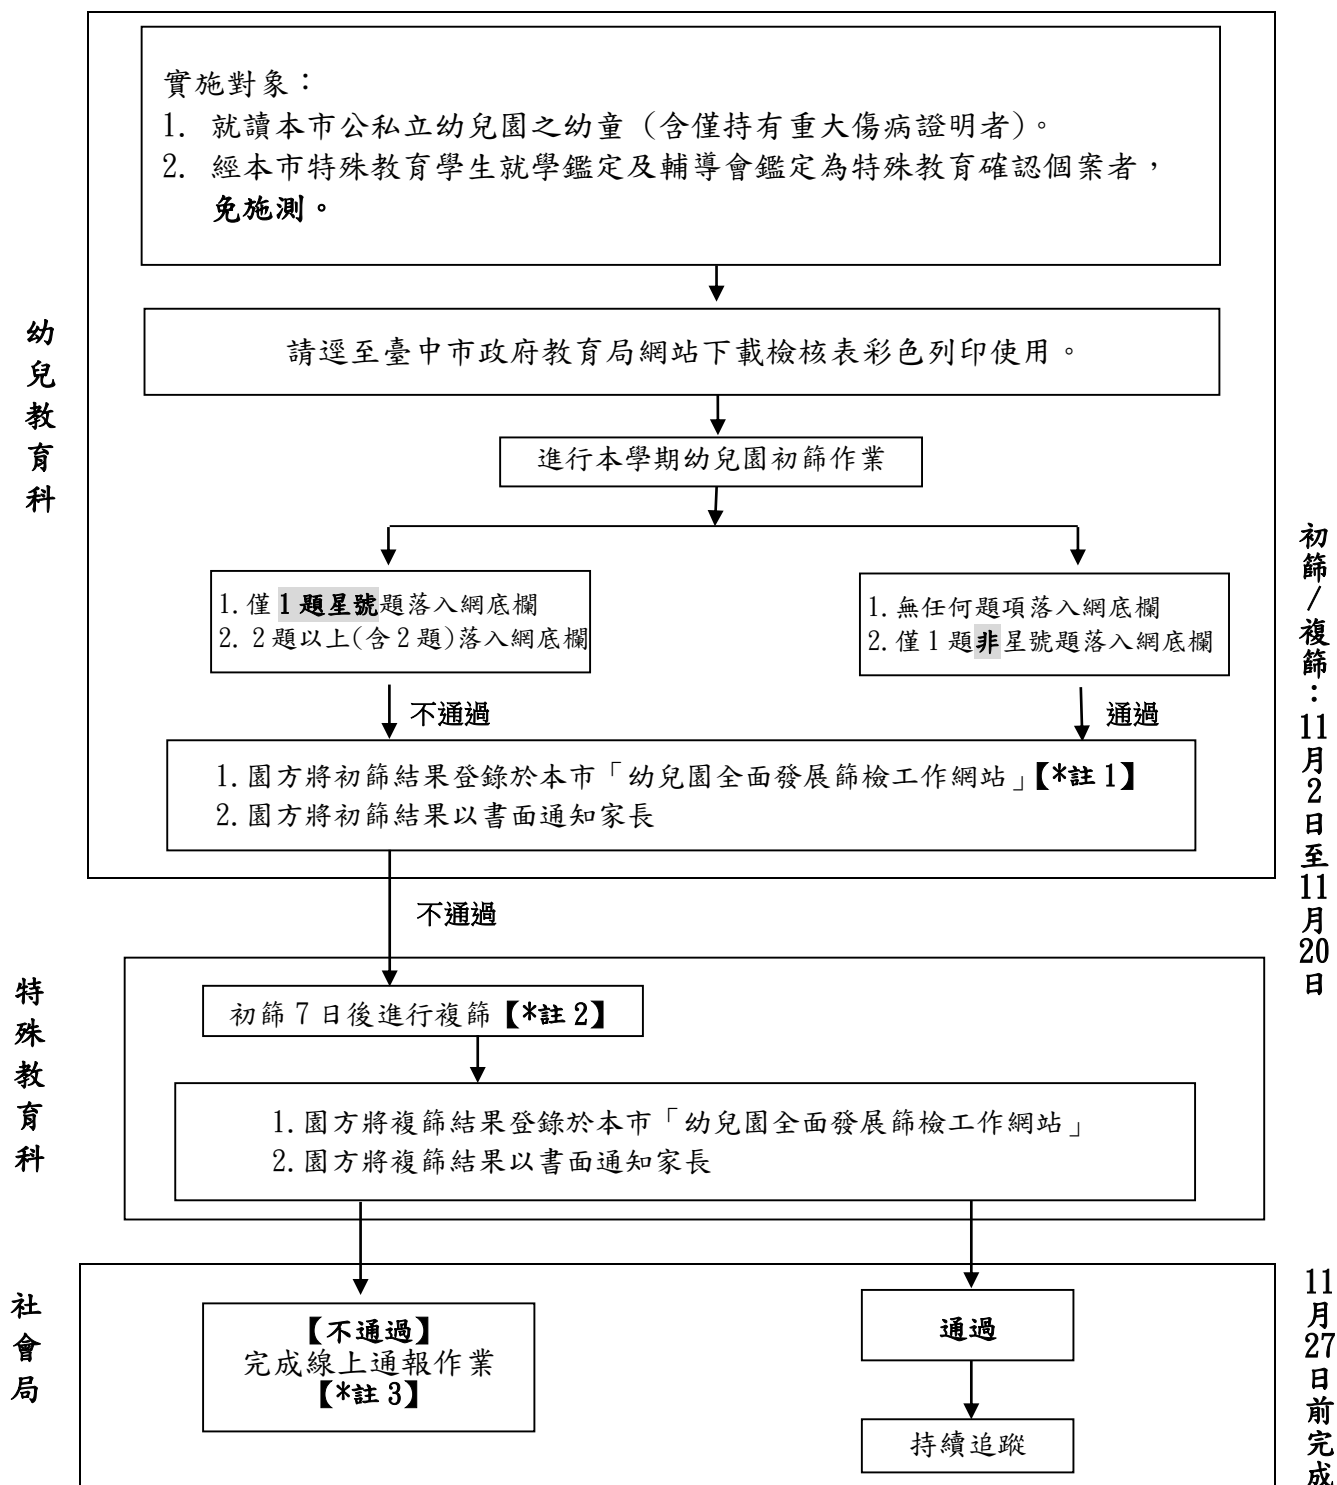 實施對象：
1. 就讀本市公私立幼兒園之幼童 (含僅持有重大傷病證明者)。
2. 經本市特殊教育學生就學鑑定及輔導會鑑定為特殊教育確認個案者，
免施測。
幼兒教育科
請逕至臺中市政府教育局網站下載檢核表彩色列印使用。
進行本學期幼兒園初篩作業
1.僅 1 題星號題落入網底欄
2. 2 題以上(含 2 題)落入網底欄
1.無任何題項落入網底欄
2.僅 1 題非星號題落入網底欄
不通過
通過
1.園方將初篩結果登錄於本市「幼兒園全面發展篩檢工作網站」【*註 1】
2.園方將初篩結果以書面通知家長
初篩/複篩：11月2日至11月20日
不通過
特殊教育科
初篩 7 日後進行複篩【*註 2】
1.園方將複篩結果登錄於本市「幼兒園全面發展篩檢工作網站」
2.園方將複篩結果以書面通知家長
社會局
【不通過】
完成線上通報作業
【*註 3】
通過
持續追蹤
11月27日前完成